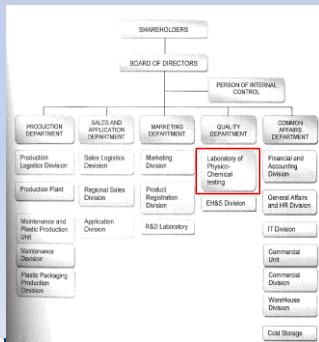 SHAREHOLDERS
BOARD OF DIRECTORS
PERSON OF INTERNAL
CONTROL
PRODUCTION
DEPARTMENT
SALES AND
APPLICATION
DEPARTMENT
MARKETING
DEPARTMENT
QUALITY
DEPARTMENT
COMMON
AFFAIRS
DEPARTMENT
Production
Logistics Division
Production Plant
Maintenance and
Plastic Production
Unit
Maintenance
Division
Plastic Packaging
Production
Division
Sales Logistics
Division
Regional Sales
Division
Application
Division
Marketing
Division
Product
Registration
Division
R&D Laboratory
Laboratory of
Physico-
Chemical
testing
EH&S Division
Financial and
Accounting
Division
General Affairs
and HR Division
IT Division
Commercial
Unit
Commercial
Division
WareHouse
Division
Cold Storage